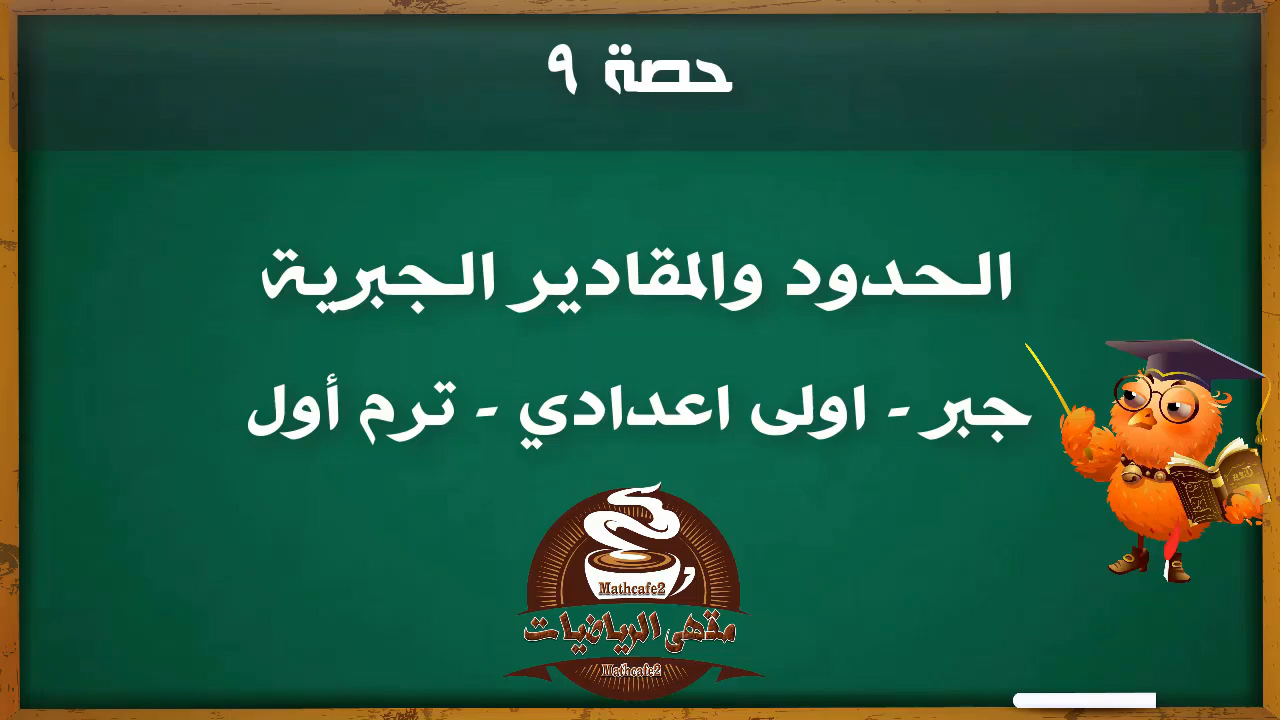 حصة ٩
الحدود والمقادير الجبرية
جبر - اولى اعدادي - ترم أول
Mathcafe2
مقهى الرياضيات
Mathcafe2